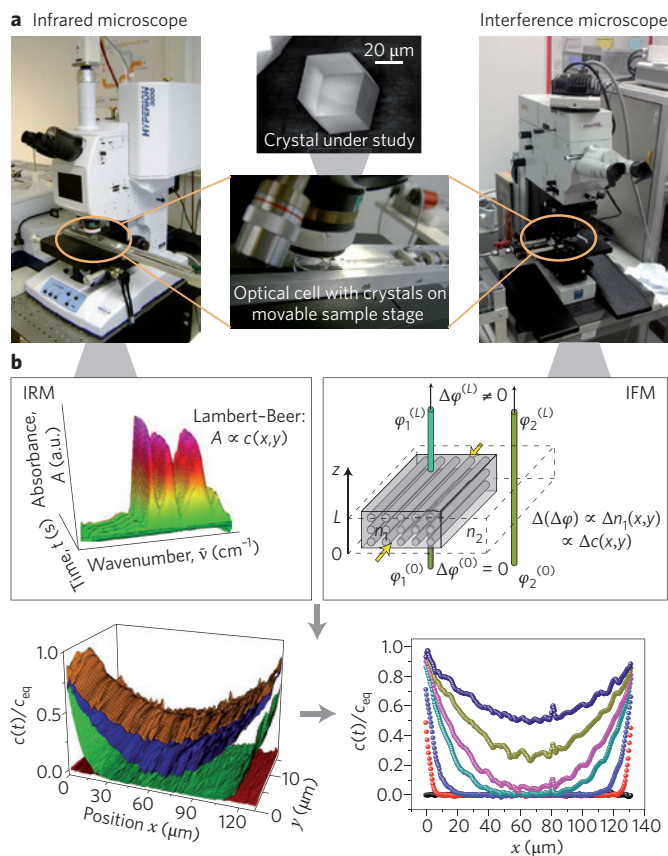 a Infrared microscope
Interference microscope
20 μm
HYPERION
3000
Crystal under study
Optical cell with crystals on
movable sample stage
b
IRM
Lambert–Beer:
A ∝ c(x,y)
Absorbance,
A (a.u.)
Time, t (s)
Wavenumber, ṽ (cm⁻¹)
IFM
Δφ⁽ᴸ⁾ ≠ 0
φ₁⁽ᴸ⁾
φ₂⁽ᴸ⁾
z
L
0
n₁
n₂
Δ(Δφ) ∝ Δn₁(x,y)
∝ Δc(x,y)
φ₁⁽⁰⁾
Δφ⁽⁰⁾ = 0
φ₂⁽⁰⁾
c(t)/c_eq
1.0
0.5
0.0
0
30
60
90
120
Position x (μm)
0
10
y (μm)
c(t)/c_eq
1.0
0.8
0.6
0.4
0.2
0.0
0 20 40 60 80 100 120 140
x (μm)